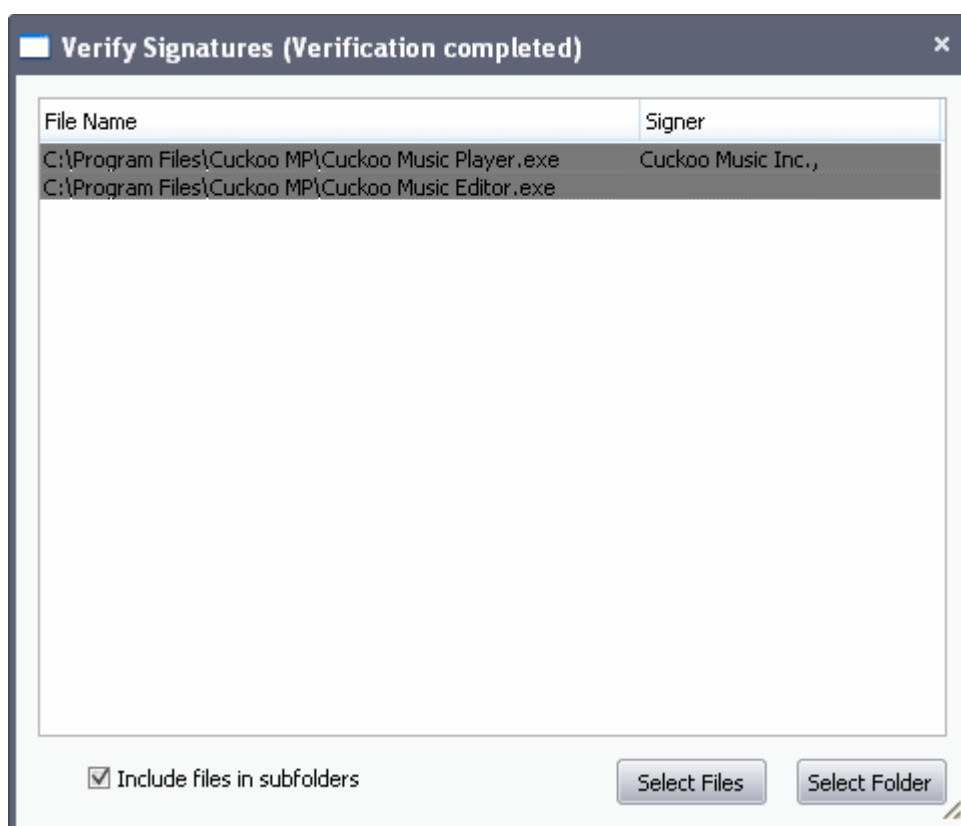 Verify Signatures (Verification completed)
File Name Signer
C:\Program Files\Cuckoo MP\Cuckoo Music Player.exe Cuckoo Music Inc.,
C:\Program Files\Cuckoo MP\Cuckoo Music Editor.exe
Include files in subfolders Select Files Select Folder